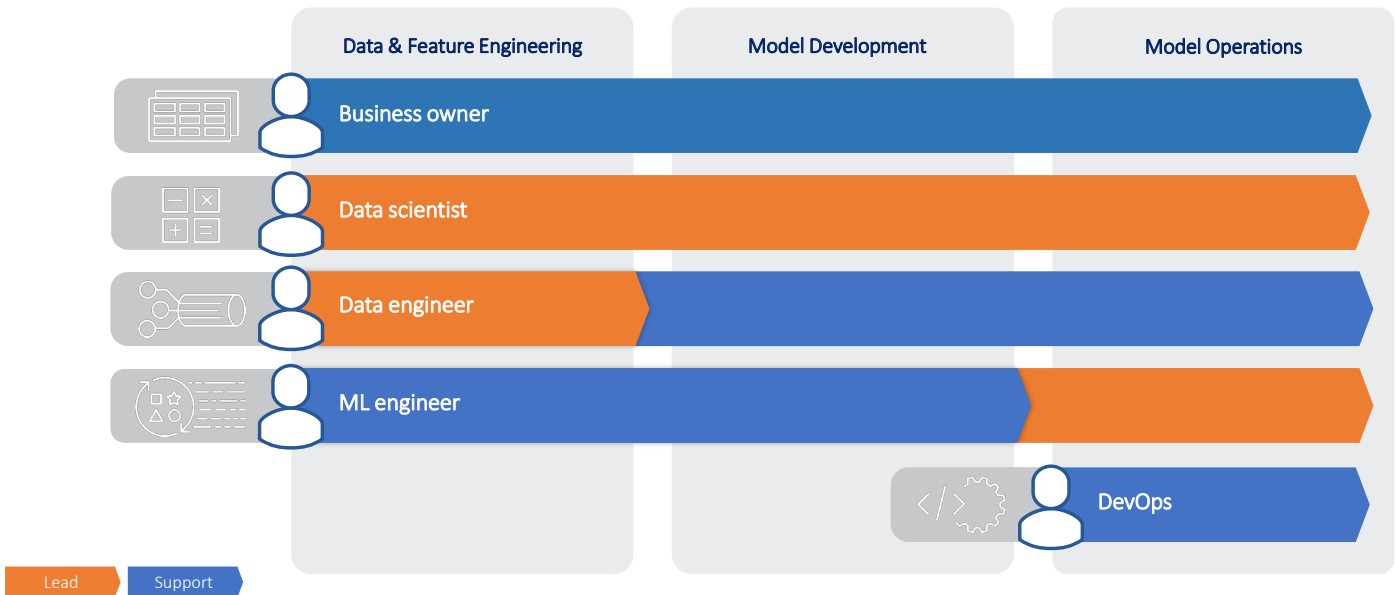 Data & Feature Engineering
Model Development
Model Operations
Business owner
Data scientist
Data engineer
ML engineer
DevOps
Lead
Support